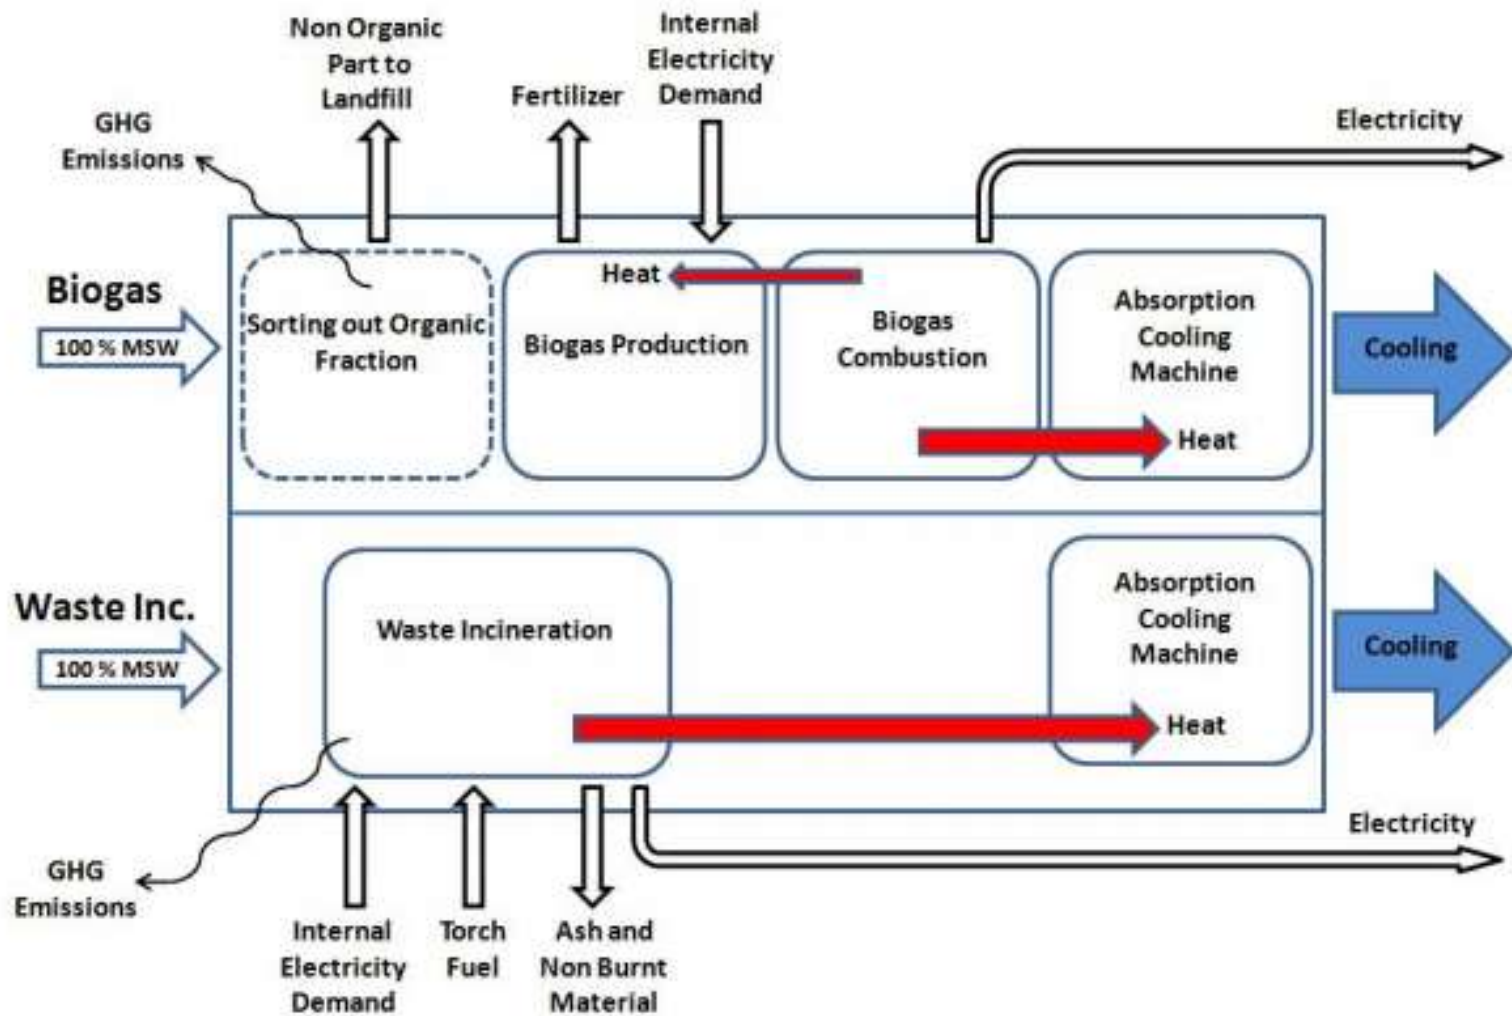 Non Organic
Part to
Landfill
Fertilizer
Internal
Electricity
Demand
GHG
Emissions
Electricity
Biogas
100 % MSW
Sorting out Organic
Fraction
Heat
Biogas Production
Biogas
Combustion
Absorption
Cooling
Machine
Heat
Cooling
Waste Inc.
100 % MSW
Waste Incineration
Absorption
Cooling
Machine
Heat
Cooling
GHG
Emissions
Internal
Electricity
Demand
Torch
Fuel
Ash and
Non Burnt
Material
Electricity